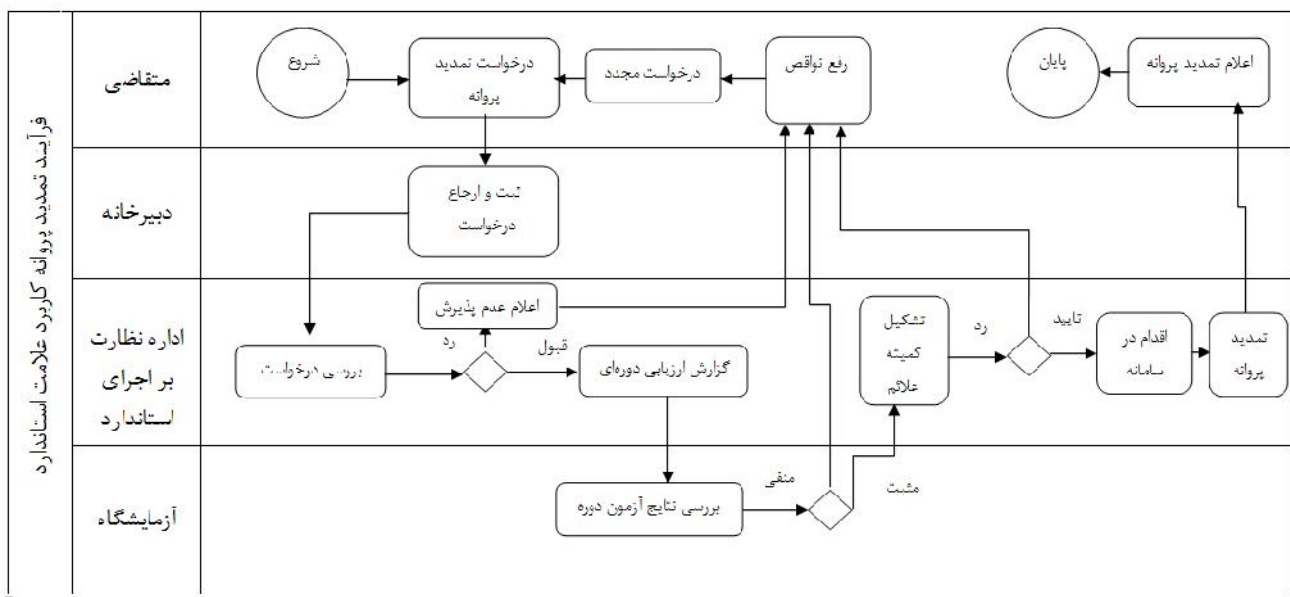 فرآیند تمدید پروانه کاربرد علامت استاندارد
متقاضی
شروع
درخواست تمدید
پروانه
درخواست مجدد
رفع نواقص
پایان
اعلام تمدید پروانه
دبیرخانه
ثبت و ارجاع
درخواست
اداره نظارت
بر اجرای
استاندارد
بررسی درخواست
اعلام عدم پذیرش
رد
قبول
گزارش ارزیابی دوره‌ای
تشکیل
کمیته
علائم
رد
تایید
اقدام در
سامانه
تمدید
پروانه
آزمایشگاه
بررسی نتایج آزمون دوره
منفی
مثبت